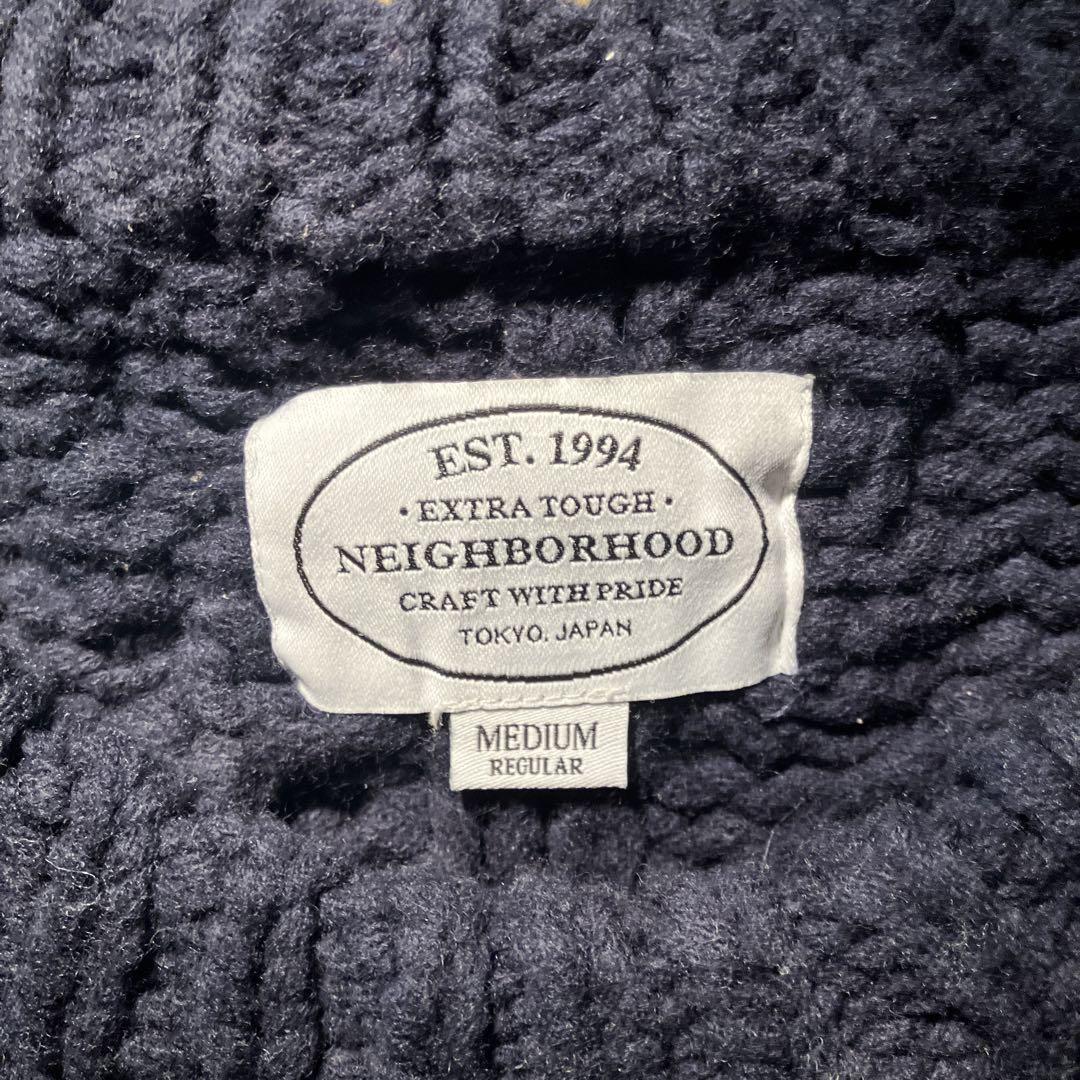 EST. 1994
· EXTRA TOUGH ·
NEIGHBORHOOD
CRAFT WITH PRIDE
TOKYO. JAPAN
MEDIUM
REGULAR